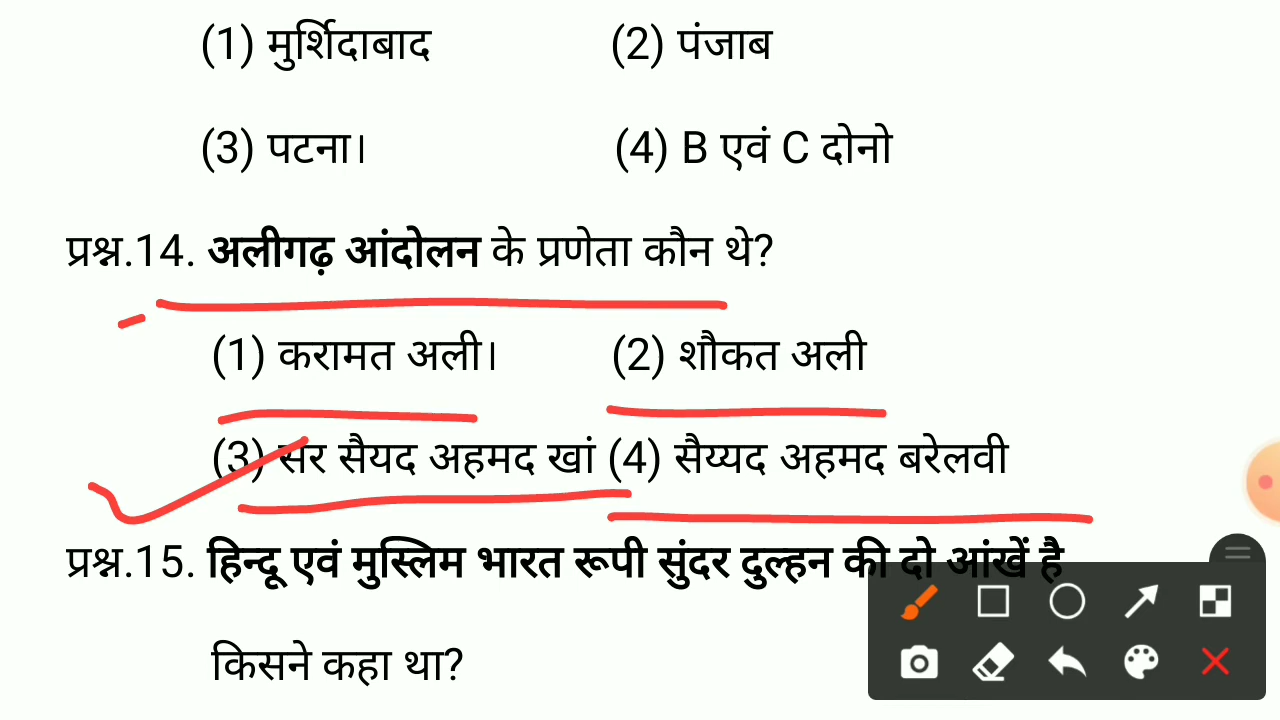 (1) मुर्शिदाबाद (2) पंजाब
(3) पटना। (4) B एवं C दोनो
प्रश्न.14. अलीगढ़ आंदोलन के प्रणेता कौन थे?
(1) करामत अली। (2) शौकत अली
(3) सर सैयद अहमद खां (4) सैय्यद अहमद बरेलवी
प्रश्न.15. हिन्दू एवं मुस्लिम भारत रूपी सुंदर दुल्हन की दो आंखें है
किसने कहा था?